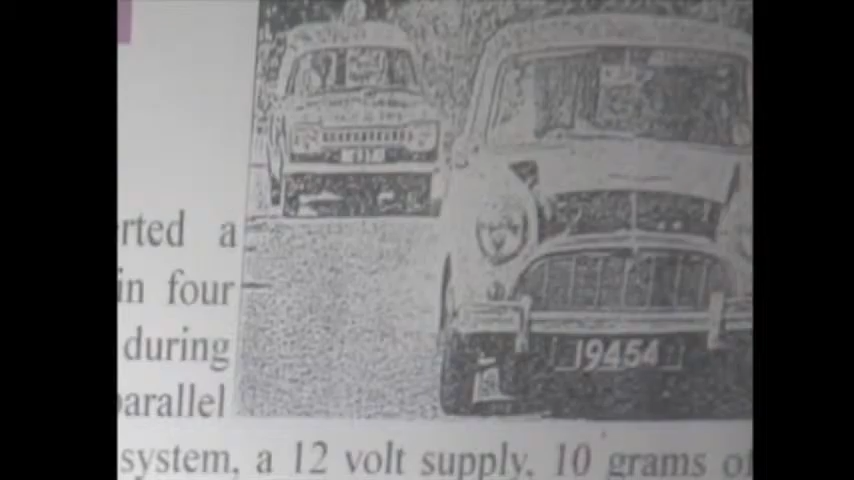 rted a
in four
during
parallel
system, a 12 volt supply, 10 grams of
19454